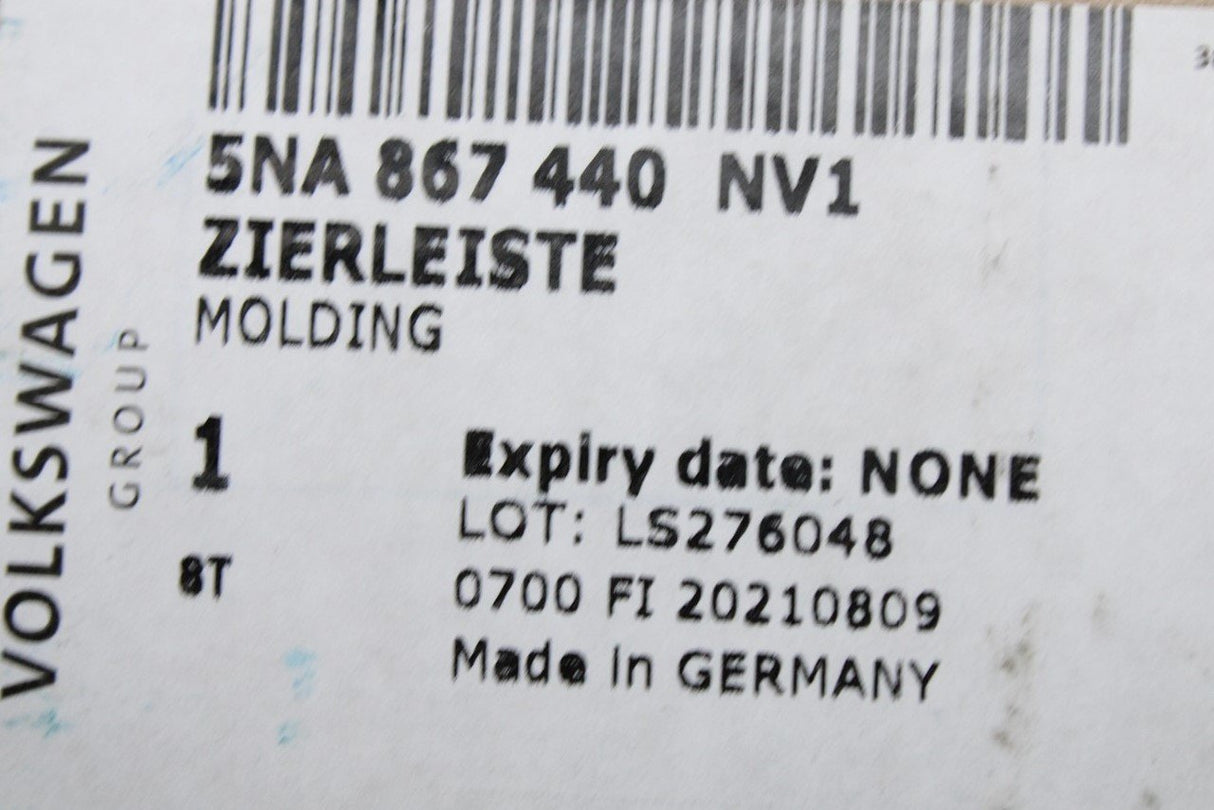 5NA 867 440 NV1
ZIERLEISTE
MOLDING
1
Expiry date: NONE
LOT: LS276048
8T
0700 FI 20210809
Made in GERMANY
VOLKSWAGEN
GROUP